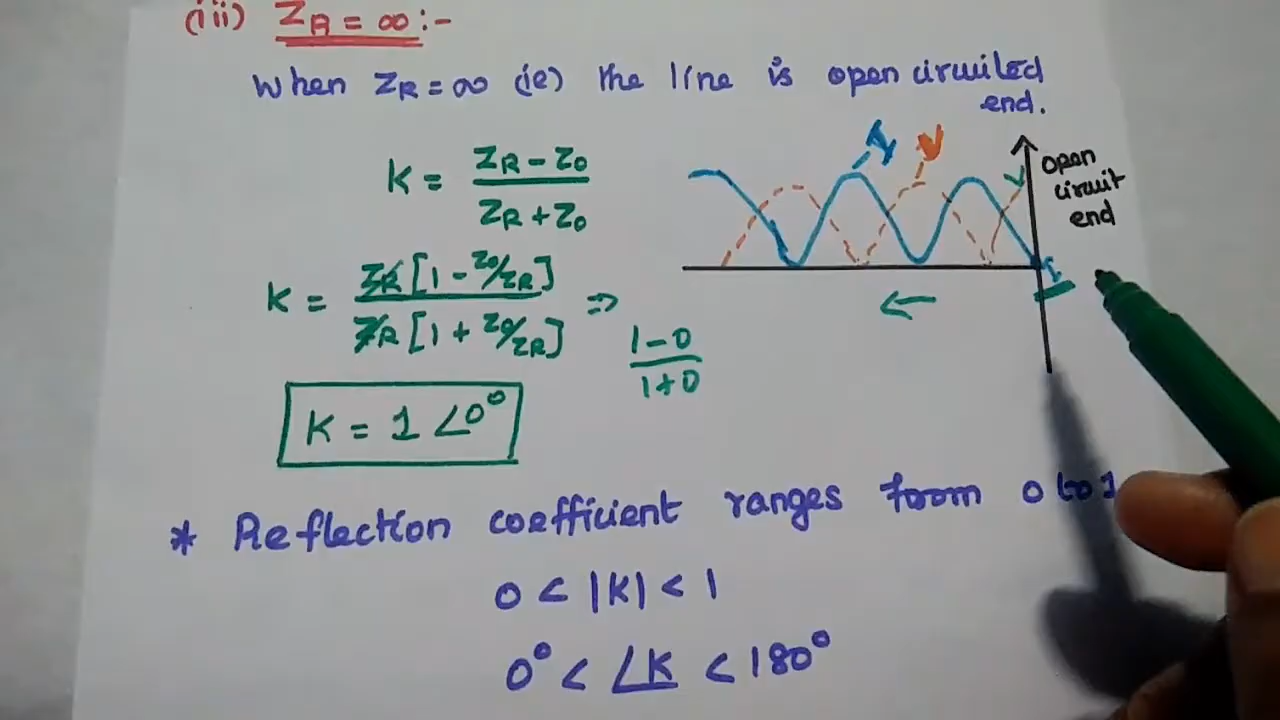 (iii) ZR = ∞ :-
When ZR = ∞ (ie) the line is open circuited
end.
K = ZR - Z0 / ZR + Z0
K = ZR [1 - Z0/ZR] / ZR [1 + Z0/ZR] ⇒ 1-0 / 1+0
K = 1 ∠0°
I V
open
circuit
end
V
I
←
* Reflection coefficient ranges from 0 to 1
0 < |K| < 1
0° < ∠K < 180°